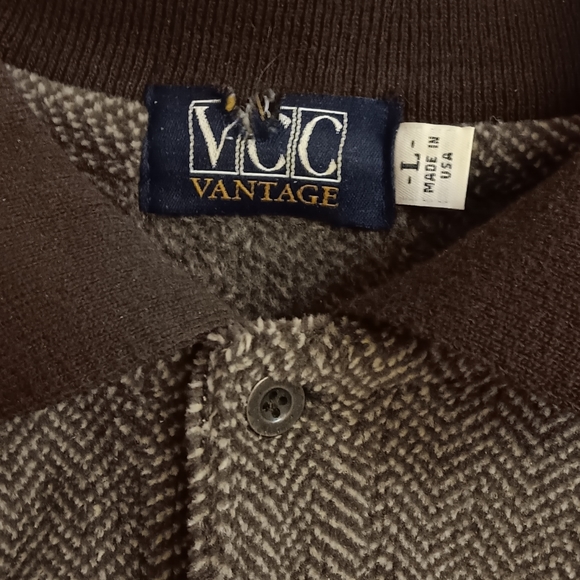 VCC
VANTAGE
- L -
MADE IN
USA